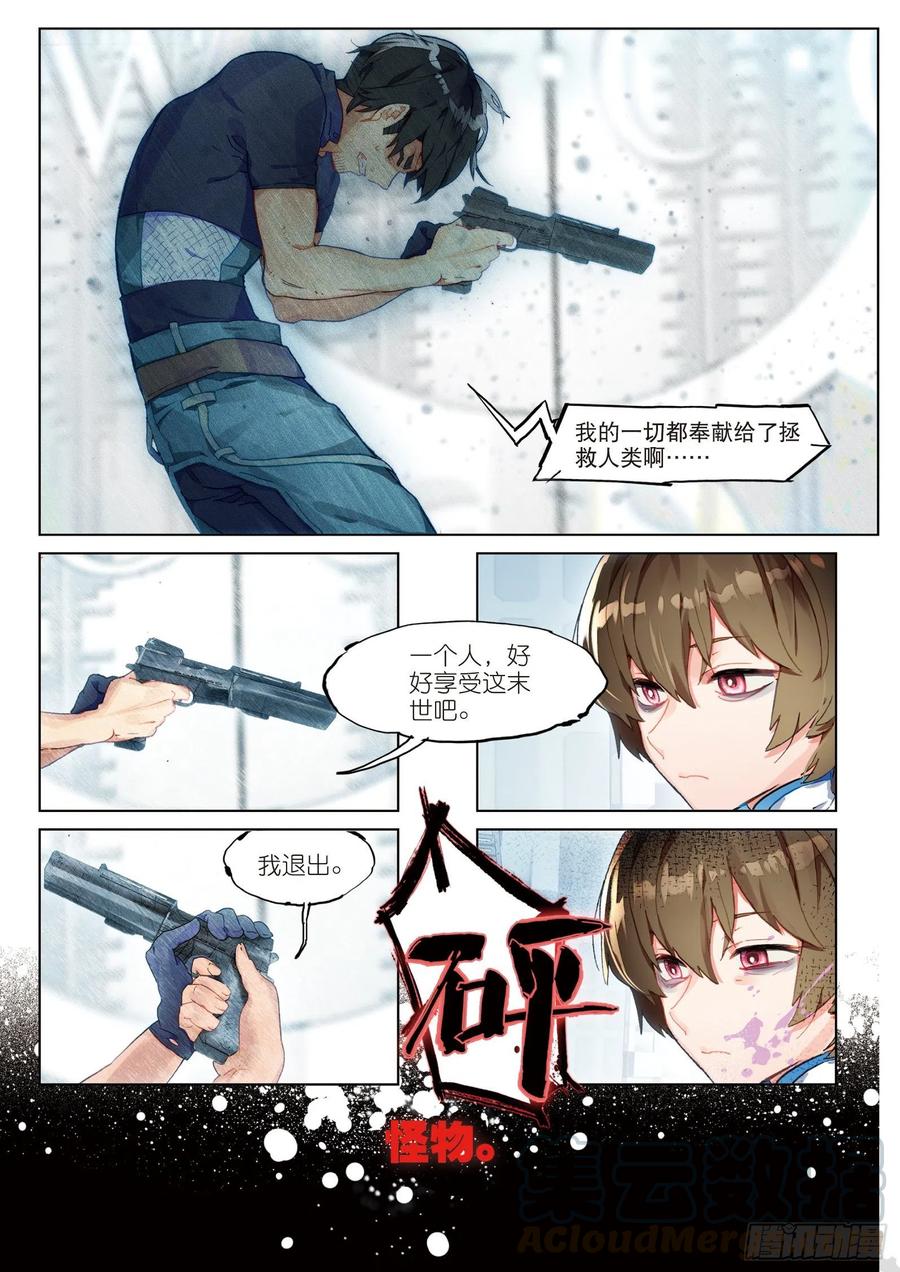 W
我的一切都奉献给了拯
救人类啊……
一个人，好
好享受这末
世吧。
我退出。
砰
怪物。
集云数据
AcloudMerge
腾讯动漫